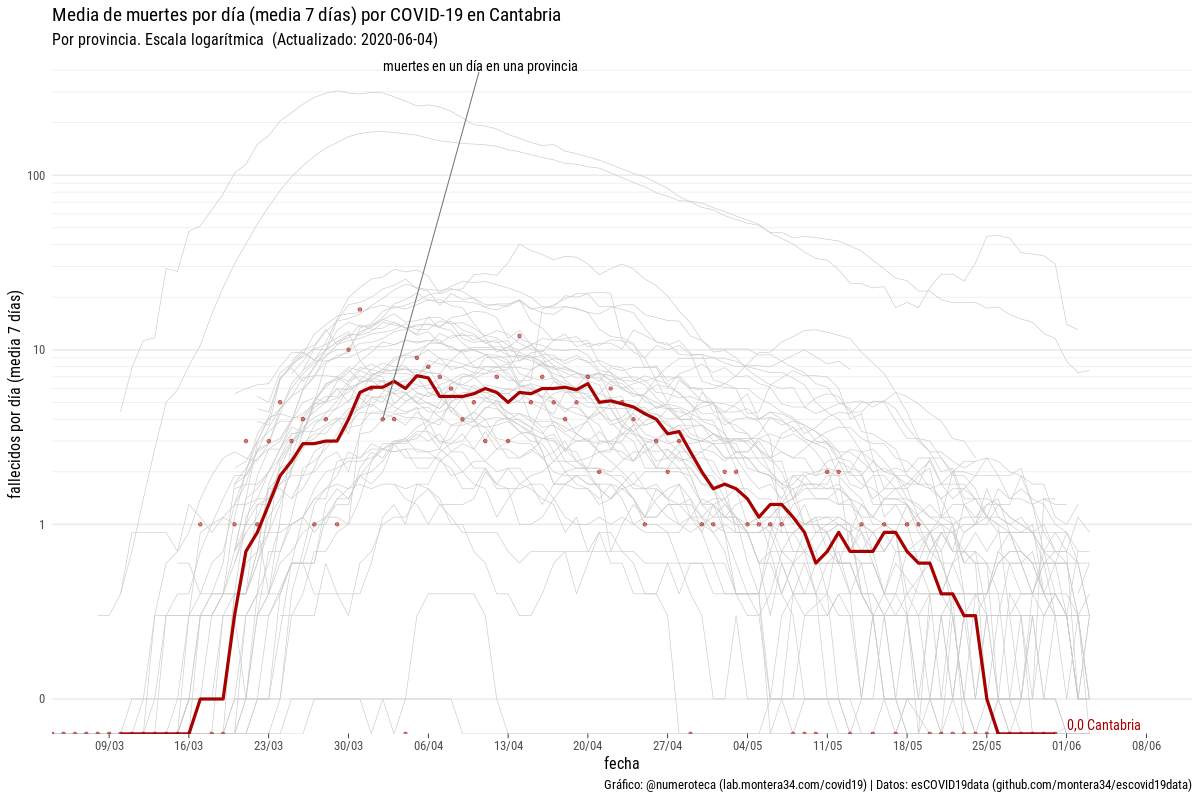 Media de muertes por día (media 7 días) por COVID-19 en Cantabria
Por provincia. Escala logarítmica (Actualizado: 2020-06-04)
muertes en un día en una provincia
fallecidos por día (media 7 días)
100
10
1
0
0,0 Cantabria
09/03 16/03 23/03 30/03 06/04 13/04 20/04 27/04 04/05 11/05 18/05 25/05 01/06 08/06
fecha
Gráfico: @numeroteca (lab.montera34.com/covid19) | Datos: esCOVID19data (github.com/montera34/escovid19data)